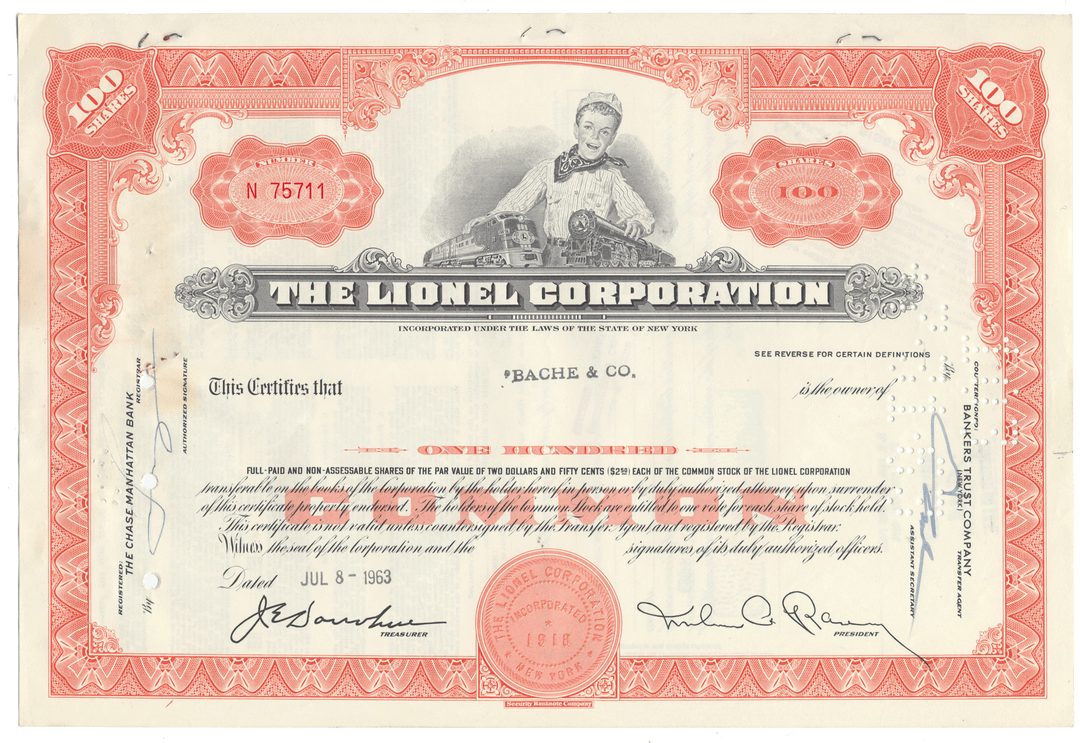 100 SHARES
100 SHARES
NUMBER
N 75711
SHARES
100
THE LIONEL CORPORATION
INCORPORATED UNDER THE LAWS OF THE STATE OF NEW YORK
SEE REVERSE FOR CERTAIN DEFINITIONS
This Certifies that
BACHE & CO.
is the owner of
ONE HUNDRED
FULL-PAID AND NON-ASSESSABLE SHARES OF THE PAR VALUE OF TWO DOLLARS AND FIFTY CENTS ($2.50) EACH OF THE COMMON STOCK OF THE LIONEL CORPORATION
transferable on the books of the Corporation by the holder hereof in person or by duly authorized attorney upon surrender
of this certificate properly endorsed. The holders of the Common Stock are entitled to a vote for each share of stock held.
This certificate is not valid unless countersigned by the Transfer Agent and registered by the Registrar.
COMMON
Witness the seal of the Corporation and the signatures of its duly authorized officers.
Dated JUL 8 - 1963
TREASURER
PRESIDENT
THE LIONEL CORPORATION
INCORPORATED
1918
NEW YORK
Security Banknote Company
REGISTERED:
THE CHASE MANHATTAN BANK
REGISTRAR
By
AUTHORIZED SIGNATURE
COUNTERSIGNED:
BANKERS TRUST COMPANY
(NEW YORK)
TRANSFER AGENT
By
ASSISTANT SECRETARY